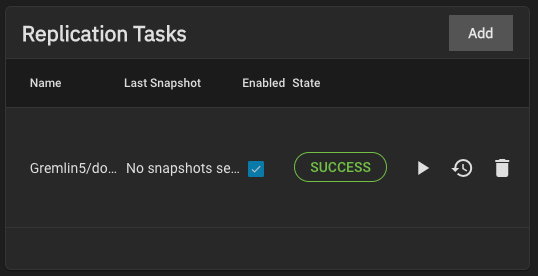 Replication Tasks
Add
Name Last Snapshot Enabled State
Gremlin5/do... No snapshots se... SUCCESS